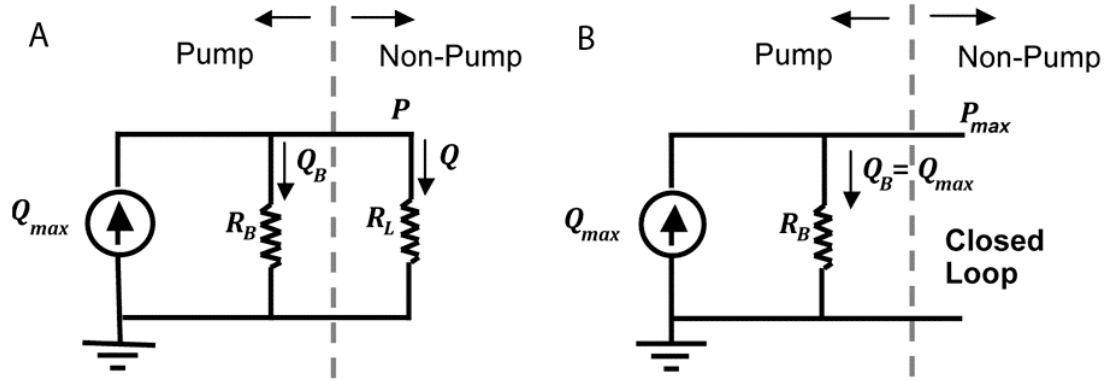 A
Pump
Non-Pump
P
Q_B
Q
Q_max
R_B
R_L
B
Pump
Non-Pump
P_max
Q_B = Q_max
Q_max
R_B
Closed
Loop